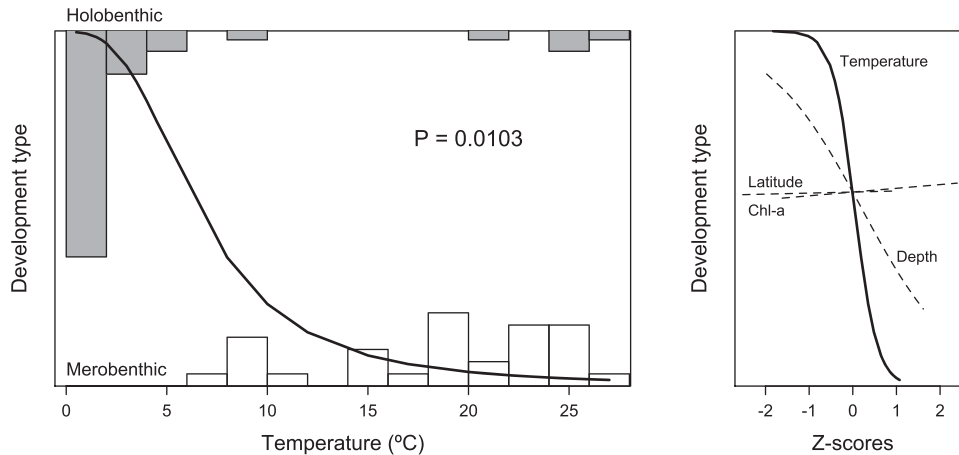 Holobenthic
P = 0.0103
Development type
Merobenthic
0 5 10 15 20 25
Temperature (ºC)
Temperature
Latitude
Chl-a
Depth
Development type
-2 -1 0 1 2
Z-scores